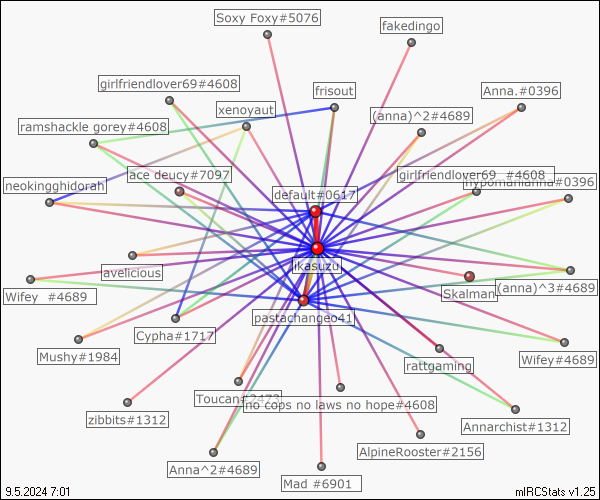 Soxy Foxy#5076
fakedingo
girlfriendlover69#4608
frisout
Anna.#0396
xenoyaut
(anna)^2#4689
ramshackle gorey#4608
ace deucy#7097
girlfriendlover69_#4608
neokingghidorah
hypomanianna#0396
default#0617
ikasuzu
avelicious
Skalman
(anna)^3#4689
Wifey_#4689
pastachangeo41
Cypha#1717
Mushy#1984
Wifey#4689
rattgaming
Toucan#2473
no cops no laws no hope#4608
zibbits#1312
Annarchist#1312
AlpineRooster#2156
Anna^2#4689
Mad_#6901
9.5.2024 7:01
mIRCStats v1.25